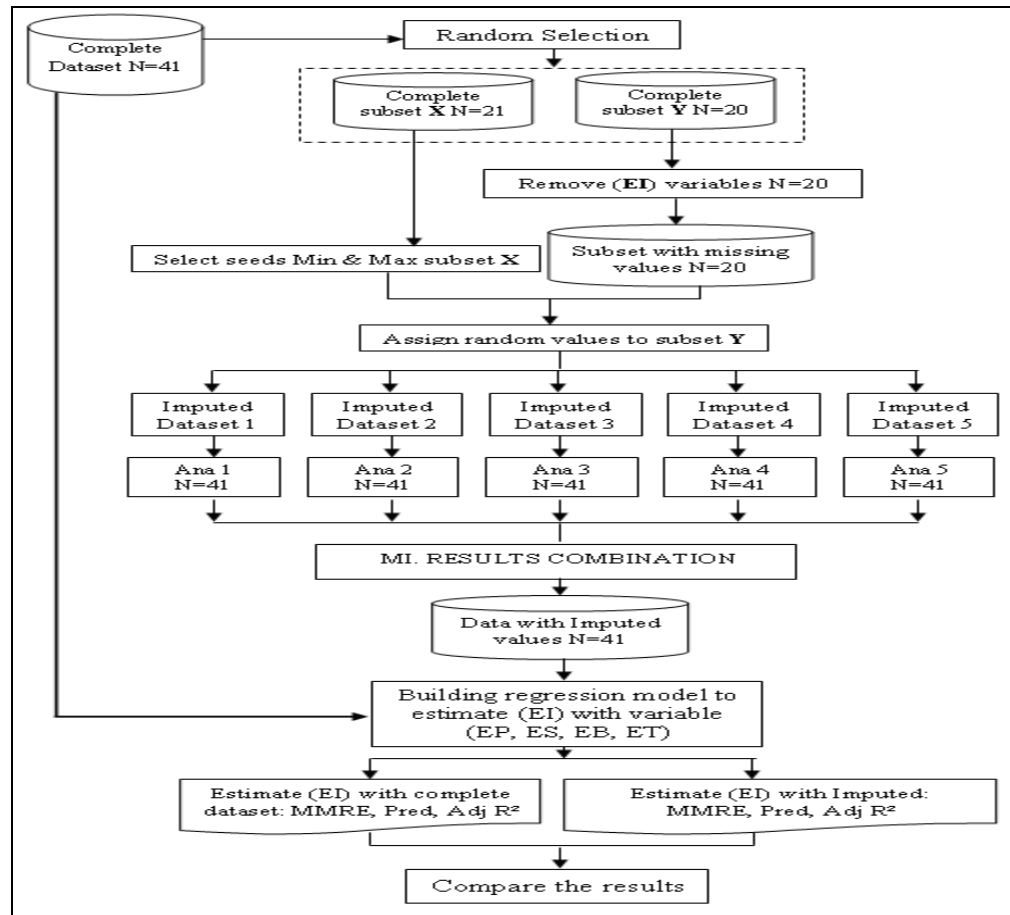 Complete
Dataset N=41
Random Selection
Complete
subset X N=21
Complete
subset Y N=20
Remove (EI) variables N=20
Select seeds Min & Max subset X
Subset with missing
values N=20
Assign random values to subset Y
Imputed
Dataset 1
Imputed
Dataset 2
Imputed
Dataset 3
Imputed
Dataset 4
Imputed
Dataset 5
Ana 1
N=41
Ana 2
N=41
Ana 3
N=41
Ana 4
N=41
Ana 5
N=41
MI. RESULTS COMBINATION
Data with Imputed
values N=41
Building regression model to
estimate (EI) with variable
(EP, ES, EB, ET)
Estimate (EI) with complete
dataset: MMRE, Pred, Adj R²
Estimate (EI) with Imputed:
MMRE, Pred, Adj R²
Compare the results